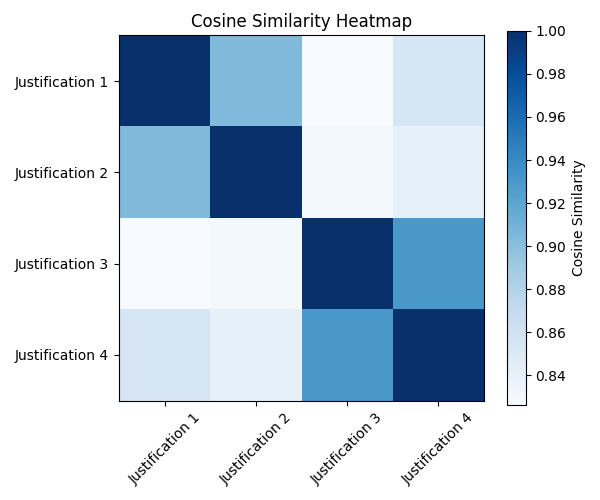 Cosine Similarity Heatmap
Justification 1
Justification 2
Justification 3
Justification 4
Justification 1
Justification 2
Justification 3
Justification 4
1.00
0.98
0.96
0.94
0.92
0.90
0.88
0.86
0.84
Cosine Similarity